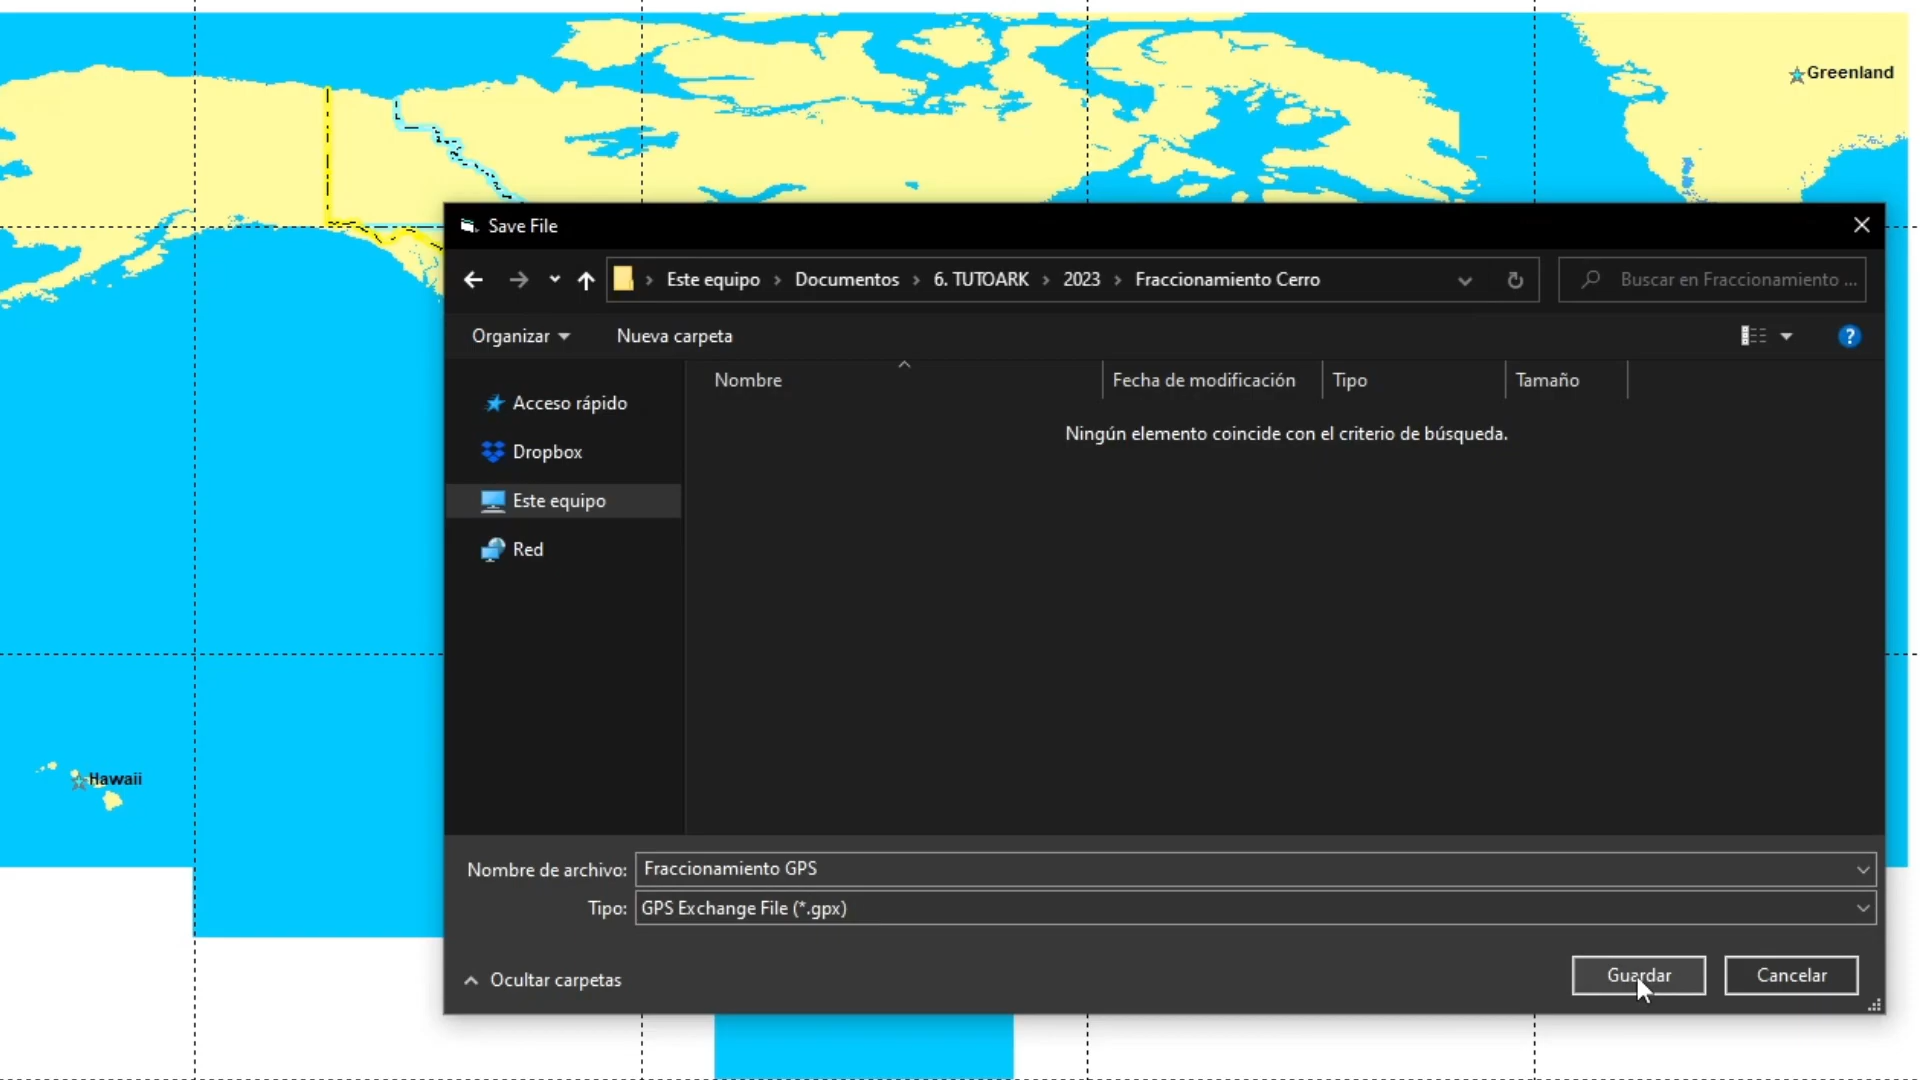 Greenland
Save File
Este equipo > Documentos > 6. TUTOARK > 2023 > Fraccionamiento Cerro
Buscar en Fraccionamiento ...
Organizar
Nueva carpeta
?
Nombre
Fecha de modificación
Tipo
Tamaño
Ningún elemento coincide con el criterio de búsqueda.
Acceso rápido
Dropbox
Este equipo
Red
Hawaii
Nombre de archivo: Fraccionamiento GPS
Tipo: GPS Exchange File (*.gpx)
Ocultar carpetas
Guardar
Cancelar